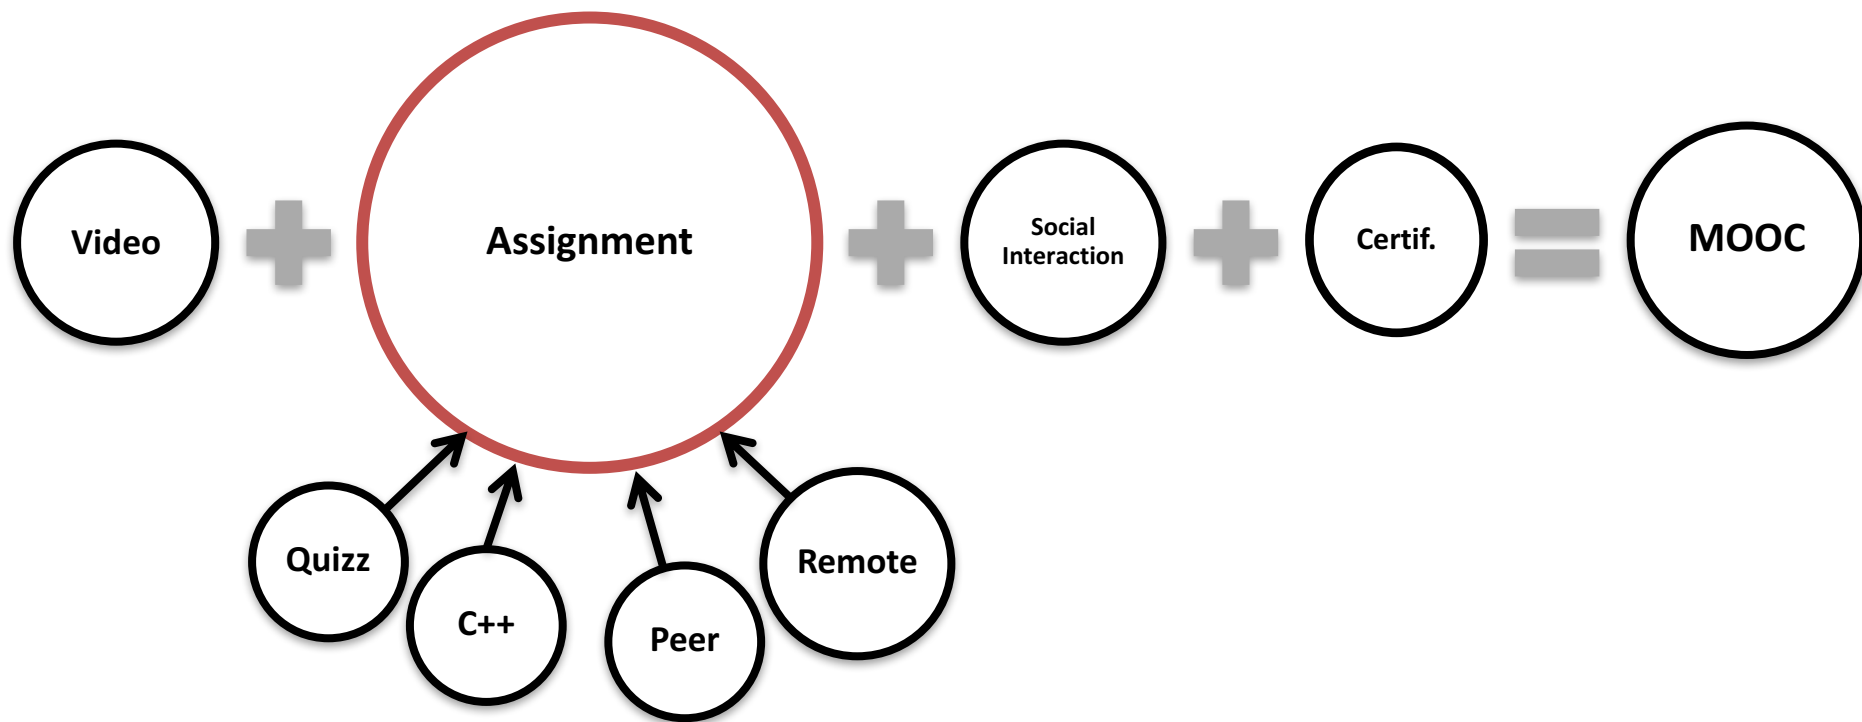 Video
Assignment
Social
Interaction
Certif.
MOOC
Quizz
C++
Peer
Remote